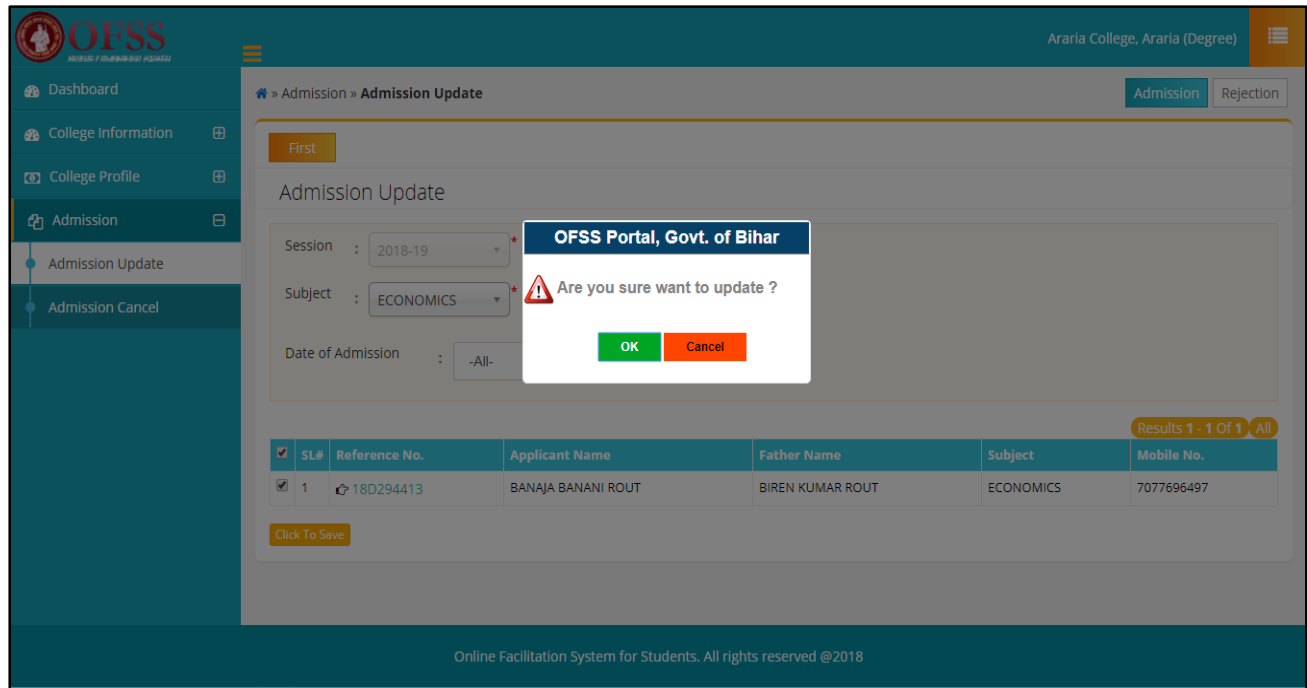 OFSS
Araria College, Araria (Degree)
Dashboard
College Information
College Profile
Admission
Admission Update
Admission Cancel
» Admission » Admission Update
Admission Rejection
First
Admission Update
Session : 2018-19 *
Subject : ECONOMICS *
Date of Admission : -All-
OFSS Portal, Govt. of Bihar
Are you sure want to update ?
OK Cancel
Results 1 - 1 Of 1 All
SL# Reference No. Applicant Name Father Name Subject Mobile No.
1 18D294413 BANAJA BANANI ROUT BIREN KUMAR ROUT ECONOMICS 7077696497
Click To Save
Online Facilitation System for Students. All rights reserved @2018